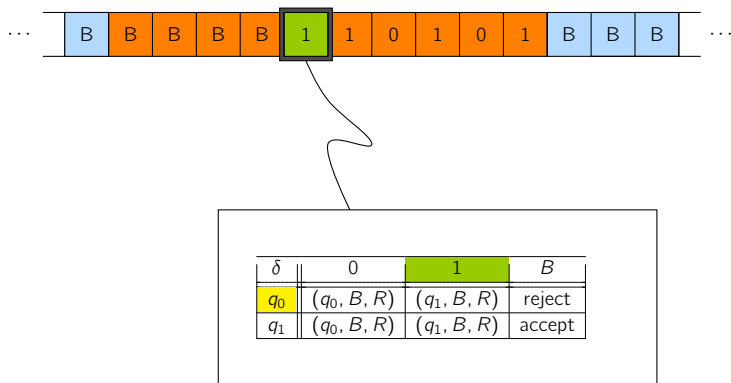 ··· B B B B B 1 1 0 1 0 1 B B B ···
δ 0 1 B
q₀ (q₀, B, R) (q₁, B, R) reject
q₁ (q₀, B, R) (q₁, B, R) accept